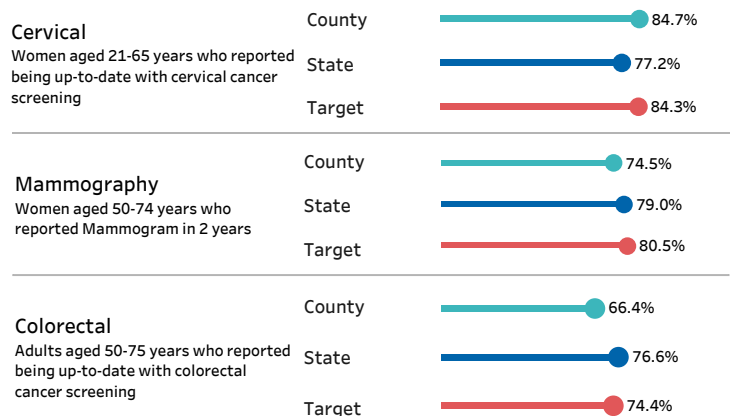 Cervical
Women aged 21-65 years who reported
being up-to-date with cervical cancer
screening
County 84.7%
State 77.2%
Target 84.3%
Mammography
Women aged 50-74 years who
reported Mammogram in 2 years
County 74.5%
State 79.0%
Target 80.5%
Colorectal
Adults aged 50-75 years who reported
being up-to-date with colorectal
cancer screening
County 66.4%
State 76.6%
Target 74.4%